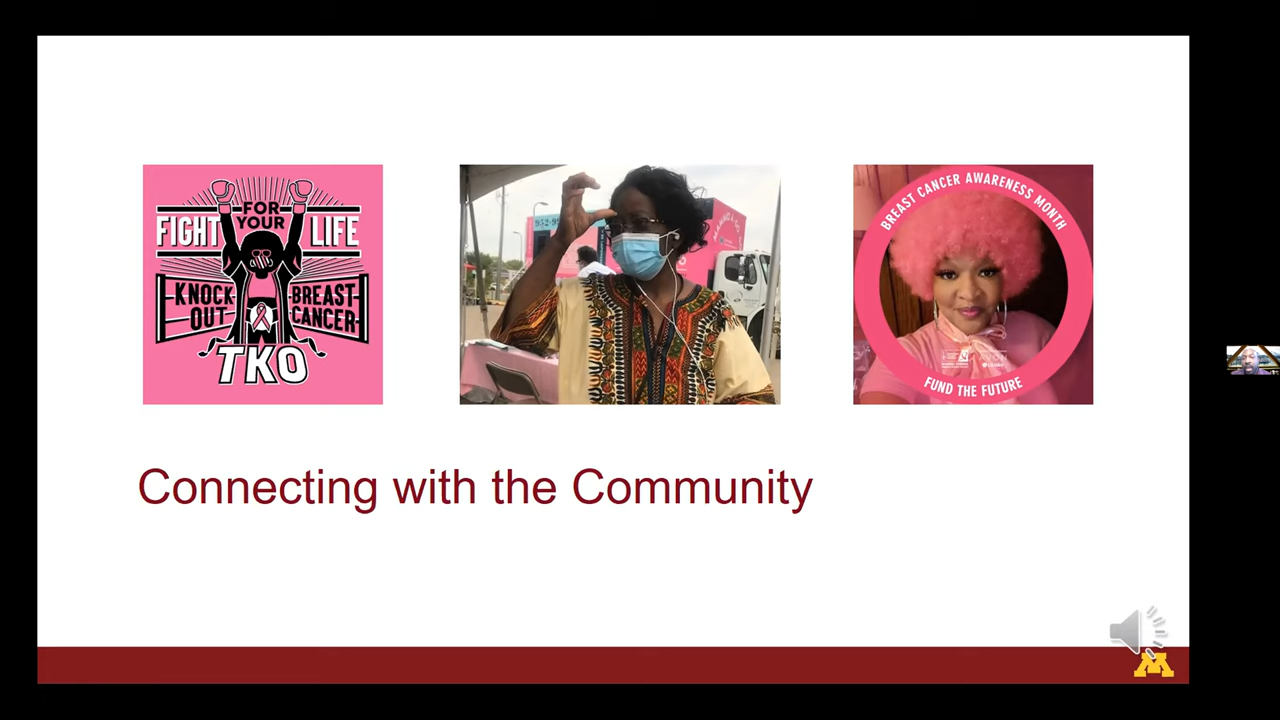 FIGHT FOR YOUR LIFE
KNOCK OUT BREAST CANCER
TKO
BREAST CANCER AWARENESS MONTH
AVON
FUND THE FUTURE
Connecting with the Community
M